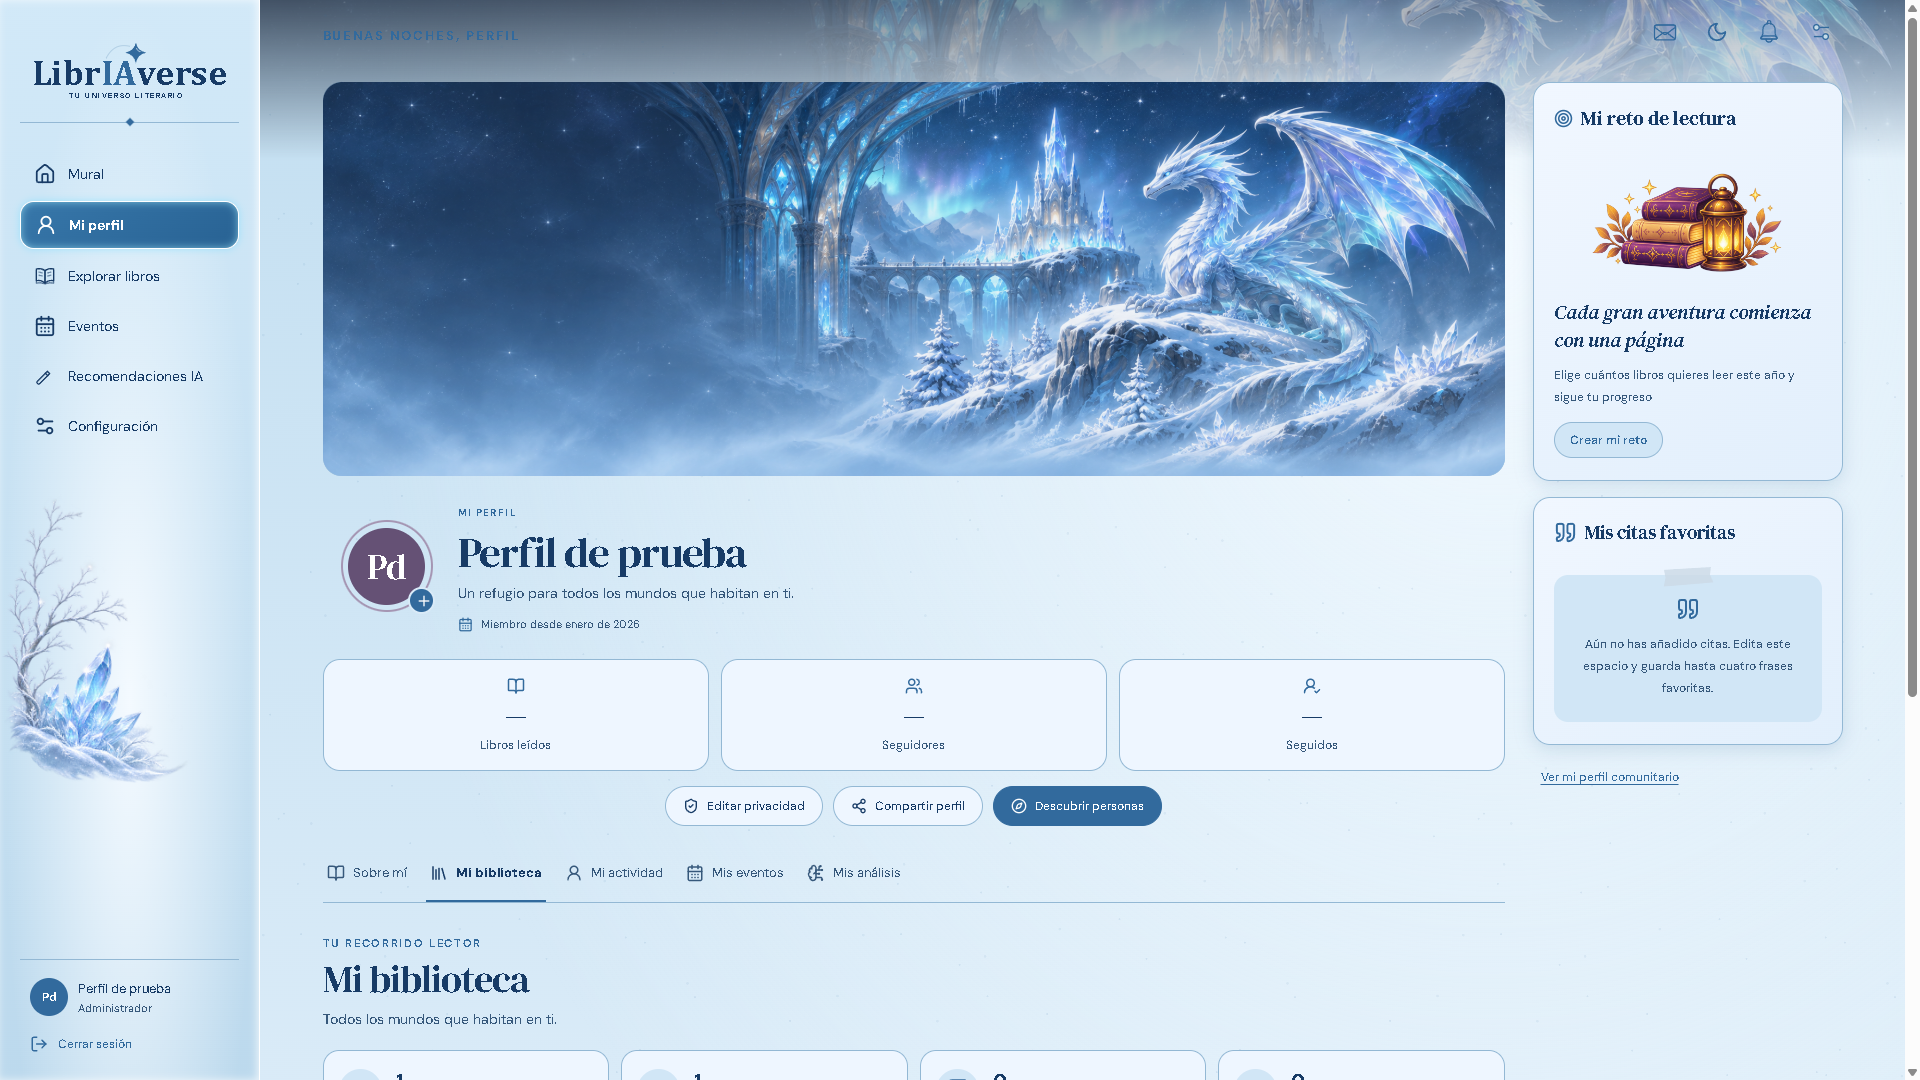 LibrIAverse
TU UNIVERSO LITERARIO
Mural
Mi perfil
Explorar libros
Eventos
Recomendaciones IA
Configuración
Pd
Perfil de prueba
Administrador
Cerrar sesión
BUENAS NOCHES, PERFIL
Pd
MI PERFIL
Perfil de prueba
Un refugio para todos los mundos que habitan en ti.
Miembro desde enero de 2026
—
Libros leídos
—
Seguidores
—
Seguidos
Editar privacidad
Compartir perfil
Descubrir personas
Sobre mí
Mi biblioteca
Mi actividad
Mis eventos
Mis análisis
TU RECORRIDO LECTOR
Mi biblioteca
Todos los mundos que habitan en ti.
Mi reto de lectura
Cada gran aventura comienza
con una página
Elige cuántos libros quieres leer este año y
sigue tu progreso
Crear mi reto
Mis citas favoritas
Aún no has añadido citas. Edita este
espacio y guarda hasta cuatro frases
favoritas.
Ver mi perfil comunitario